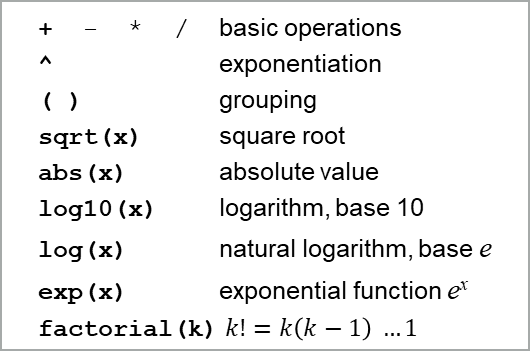 + – * / basic operations
^ exponentiation
( ) grouping
sqrt(x) square root
abs(x) absolute value
log10(x) logarithm, base 10
log(x) natural logarithm, base e
exp(x) exponential function eˣ
factorial(k) k! = k(k − 1) …1